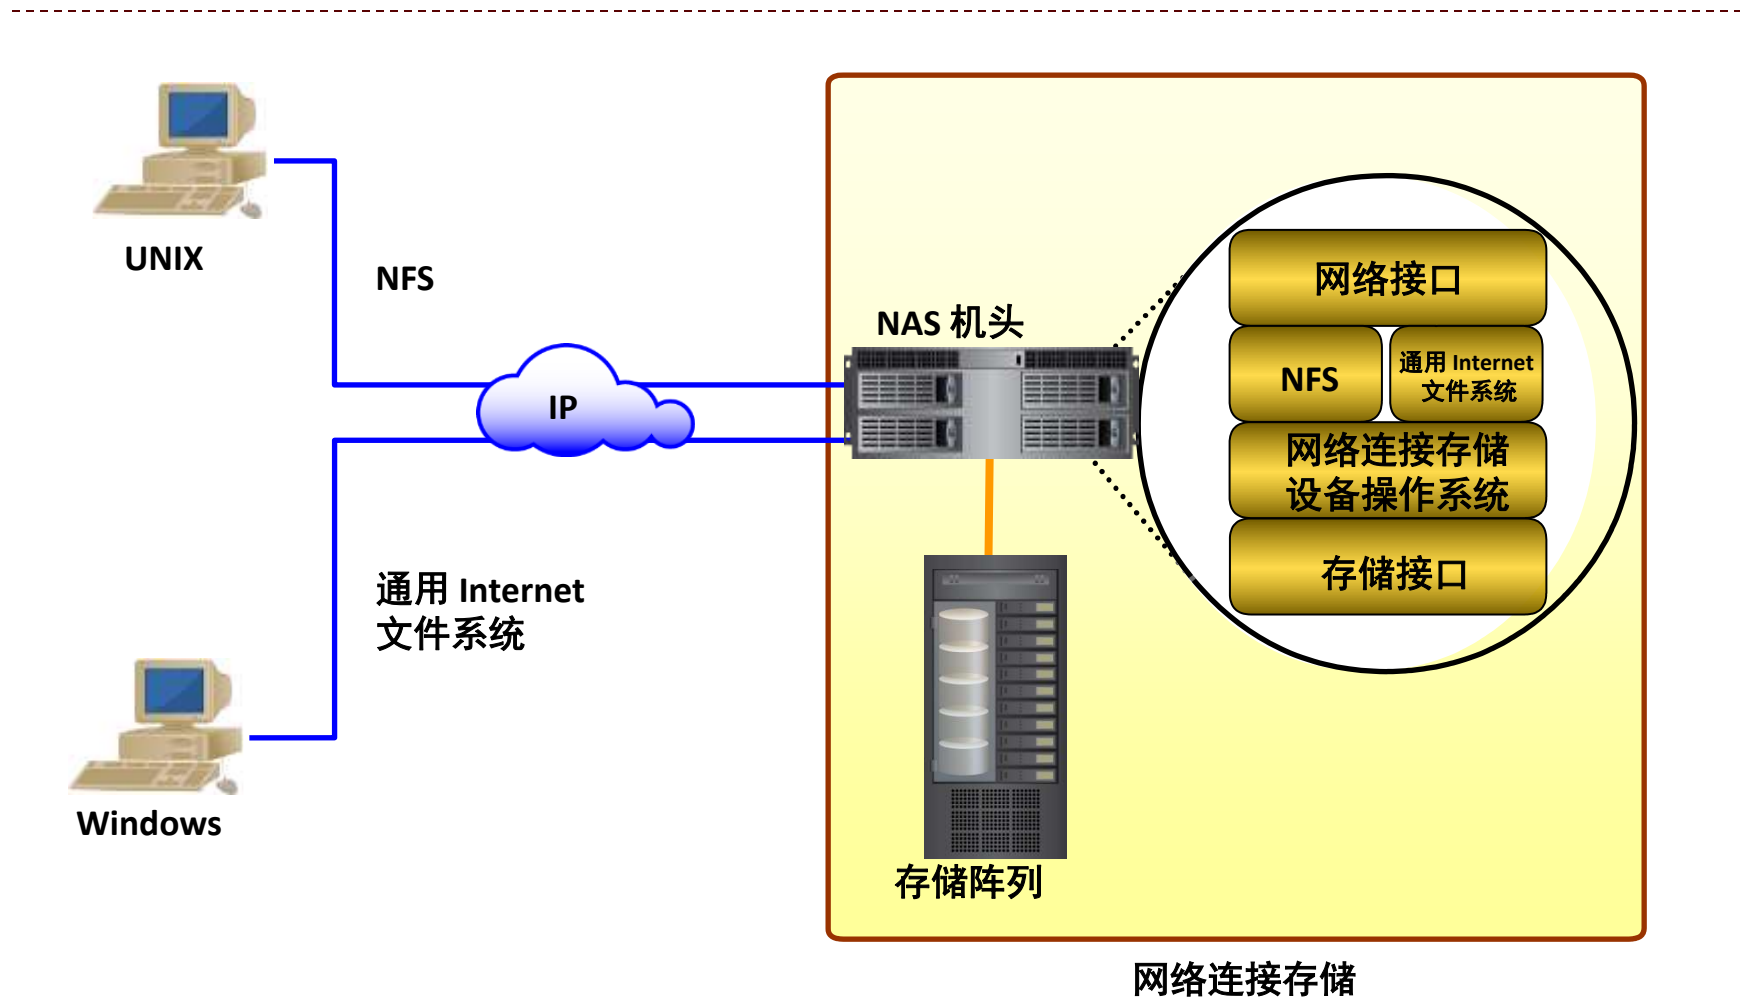 UNIX
NFS
IP
通用 Internet
文件系统
Windows
NAS 机头
存储阵列
网络接口
NFS
通用 Internet
文件系统
网络连接存储
设备操作系统
存储接口
网络连接存储